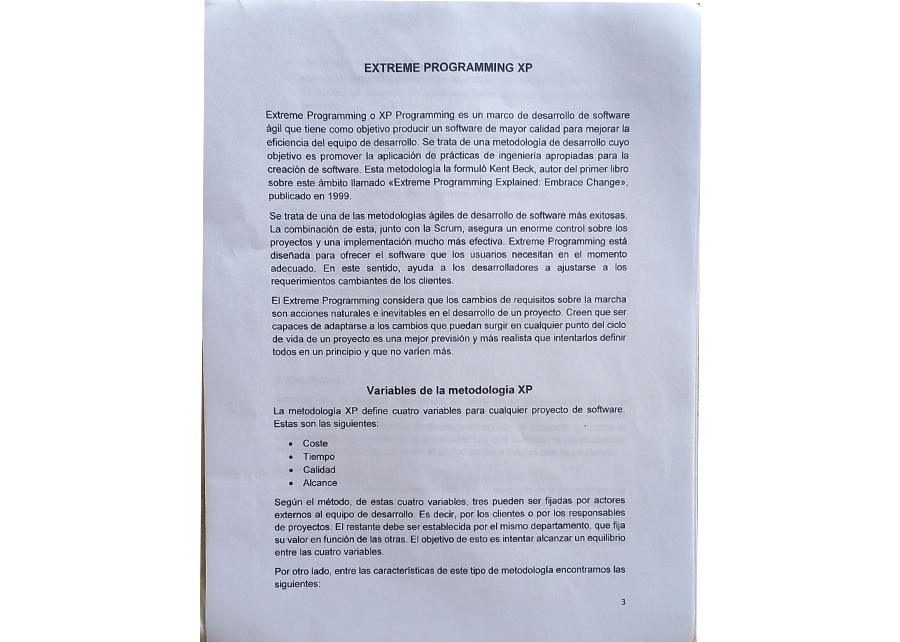 EXTREME PROGRAMMING XP
Extreme Programming o XP Programming es un marco de desarrollo de software
ágil que tiene como objetivo producir un software de mayor calidad para mejorar la
eficiencia del equipo de desarrollo. Se trata de una metodología de desarrollo cuyo
objetivo es promover la aplicación de prácticas de ingeniería apropiadas para la
creación de software. Esta metodología la formuló Kent Beck, autor del primer libro
sobre este ámbito llamado «Extreme Programming Explained: Embrace Change»,
publicado en 1999.
Se trata de una de las metodologías ágiles de desarrollo de software más exitosas.
La combinación de esta, junto con la Scrum, asegura un enorme control sobre los
proyectos y una implementación mucho más efectiva. Extreme Programming está
diseñada para ofrecer el software que los usuarios necesitan en el momento
adecuado. En este sentido, ayuda a los desarrolladores a ajustarse a los
requerimientos cambiantes de los clientes.
El Extreme Programming considera que los cambios de requisitos sobre la marcha
son acciones naturales e inevitables en el desarrollo de un proyecto. Creen que ser
capaces de adaptarse a los cambios que puedan surgir en cualquier punto del ciclo
de vida de un proyecto es una mejor previsión y más realista que intentarlos definir
todos en un principio y que no varíen más.
Variables de la metodología XP
La metodología XP define cuatro variables para cualquier proyecto de software.
Estas son las siguientes:
• Coste
• Tiempo
• Calidad
• Alcance
Según el método, de estas cuatro variables, tres pueden ser fijadas por actores
externos al equipo de desarrollo. Es decir, por los clientes o por los responsables
de proyectos. El restante debe ser establecida por el mismo departamento, que fija
su valor en función de las otras. El objetivo de esto es intentar alcanzar un equilibrio
entre las cuatro variables.
Por otro lado, entre las características de este tipo de metodología encontramos las
siguientes:
3